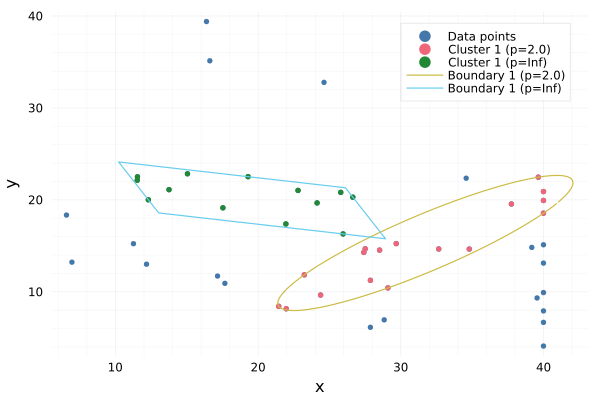 40
30
20
10
10
20
30
40
x
y
Data points
Cluster 1 (p=2.0)
Cluster 1 (p=Inf)
Boundary 1 (p=2.0)
Boundary 1 (p=Inf)